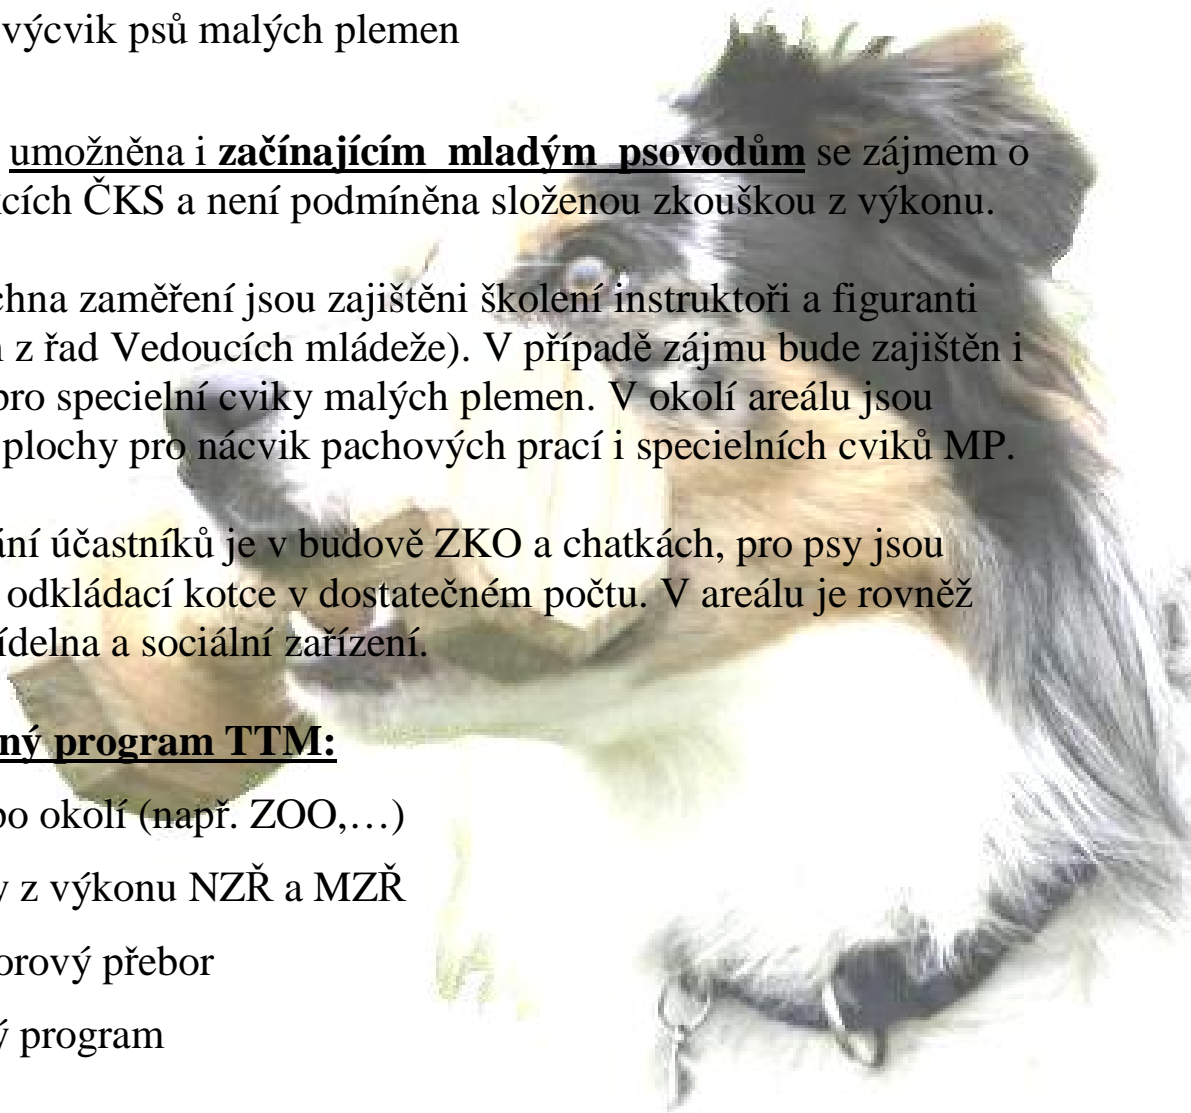 výcvik psů malých plemen
umožněna i začínajícím mladým psovodům se zájmem o
kcích ČKS a není podmíněna složenou zkouškou z výkonu.
chna zaměření jsou zajištěni školení instruktoři a figuranti
z řad Vedoucích mládeže). V případě zájmu bude zajištěn i
pro specielní cviky malých plemen. V okolí areálu jsou
plochy pro nácvik pachových prací i specielních cviků MP.
ání účastníků je v budově ZKO a chatkách, pro psy jsou
odkládací kotce v dostatečném počtu. V areálu je rovněž
ídelna a sociální zařízení.
ný program TTM:
po okolí (např. ZOO,…)
y z výkonu NZŘ a MZŘ
orový přebor
ý program